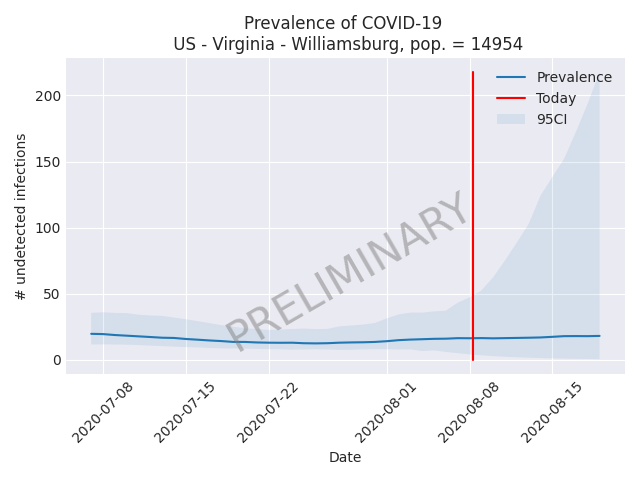 Prevalence of COVID-19
US - Virginia - Williamsburg, pop. = 14954
Prevalence
Today
95CI
200
150
100
50
0
# undetected infections
PRELIMINARY
2020-07-08
2020-07-15
2020-07-22
2020-08-01
2020-08-08
2020-08-15
Date